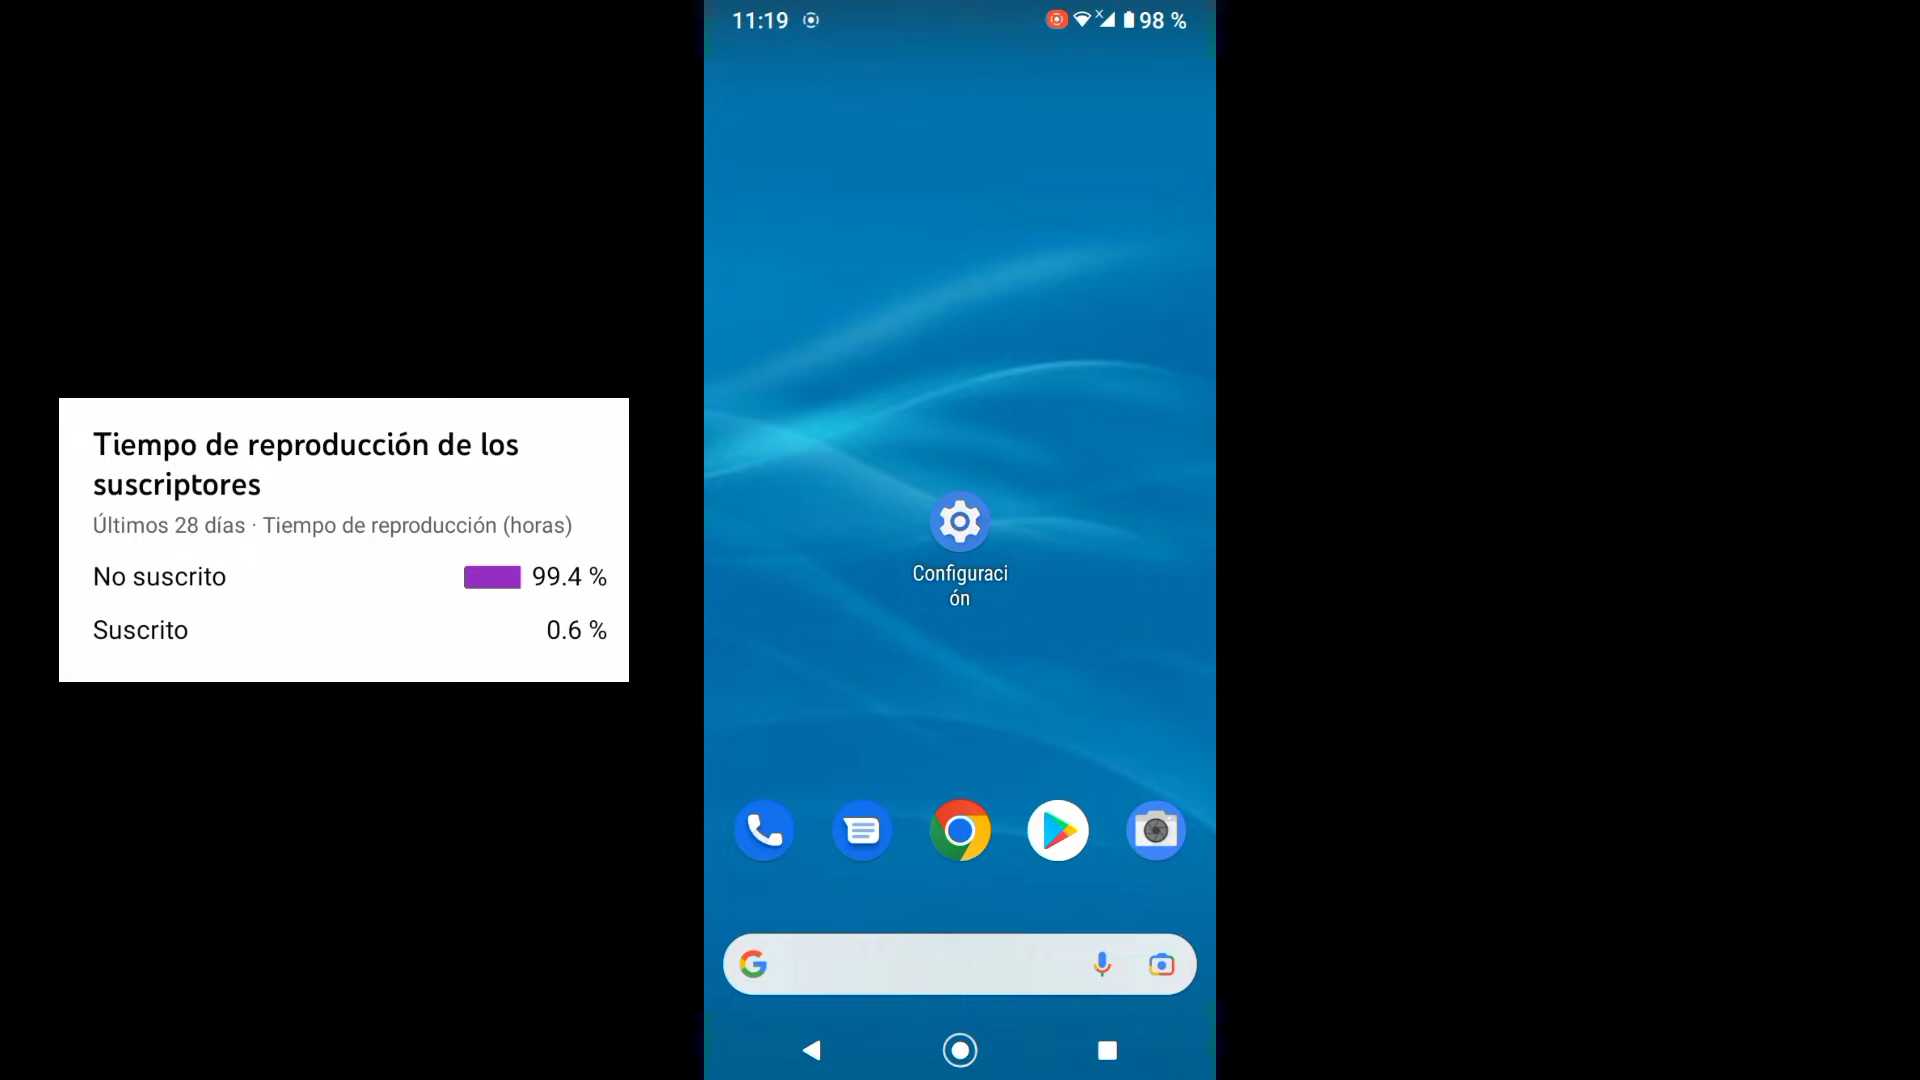 11:19
98 %
Tiempo de reproducción de los
suscriptores
Últimos 28 días · Tiempo de reproducción (horas)
No suscrito 99.4 %
Suscrito 0.6 %
Configuraci
ón